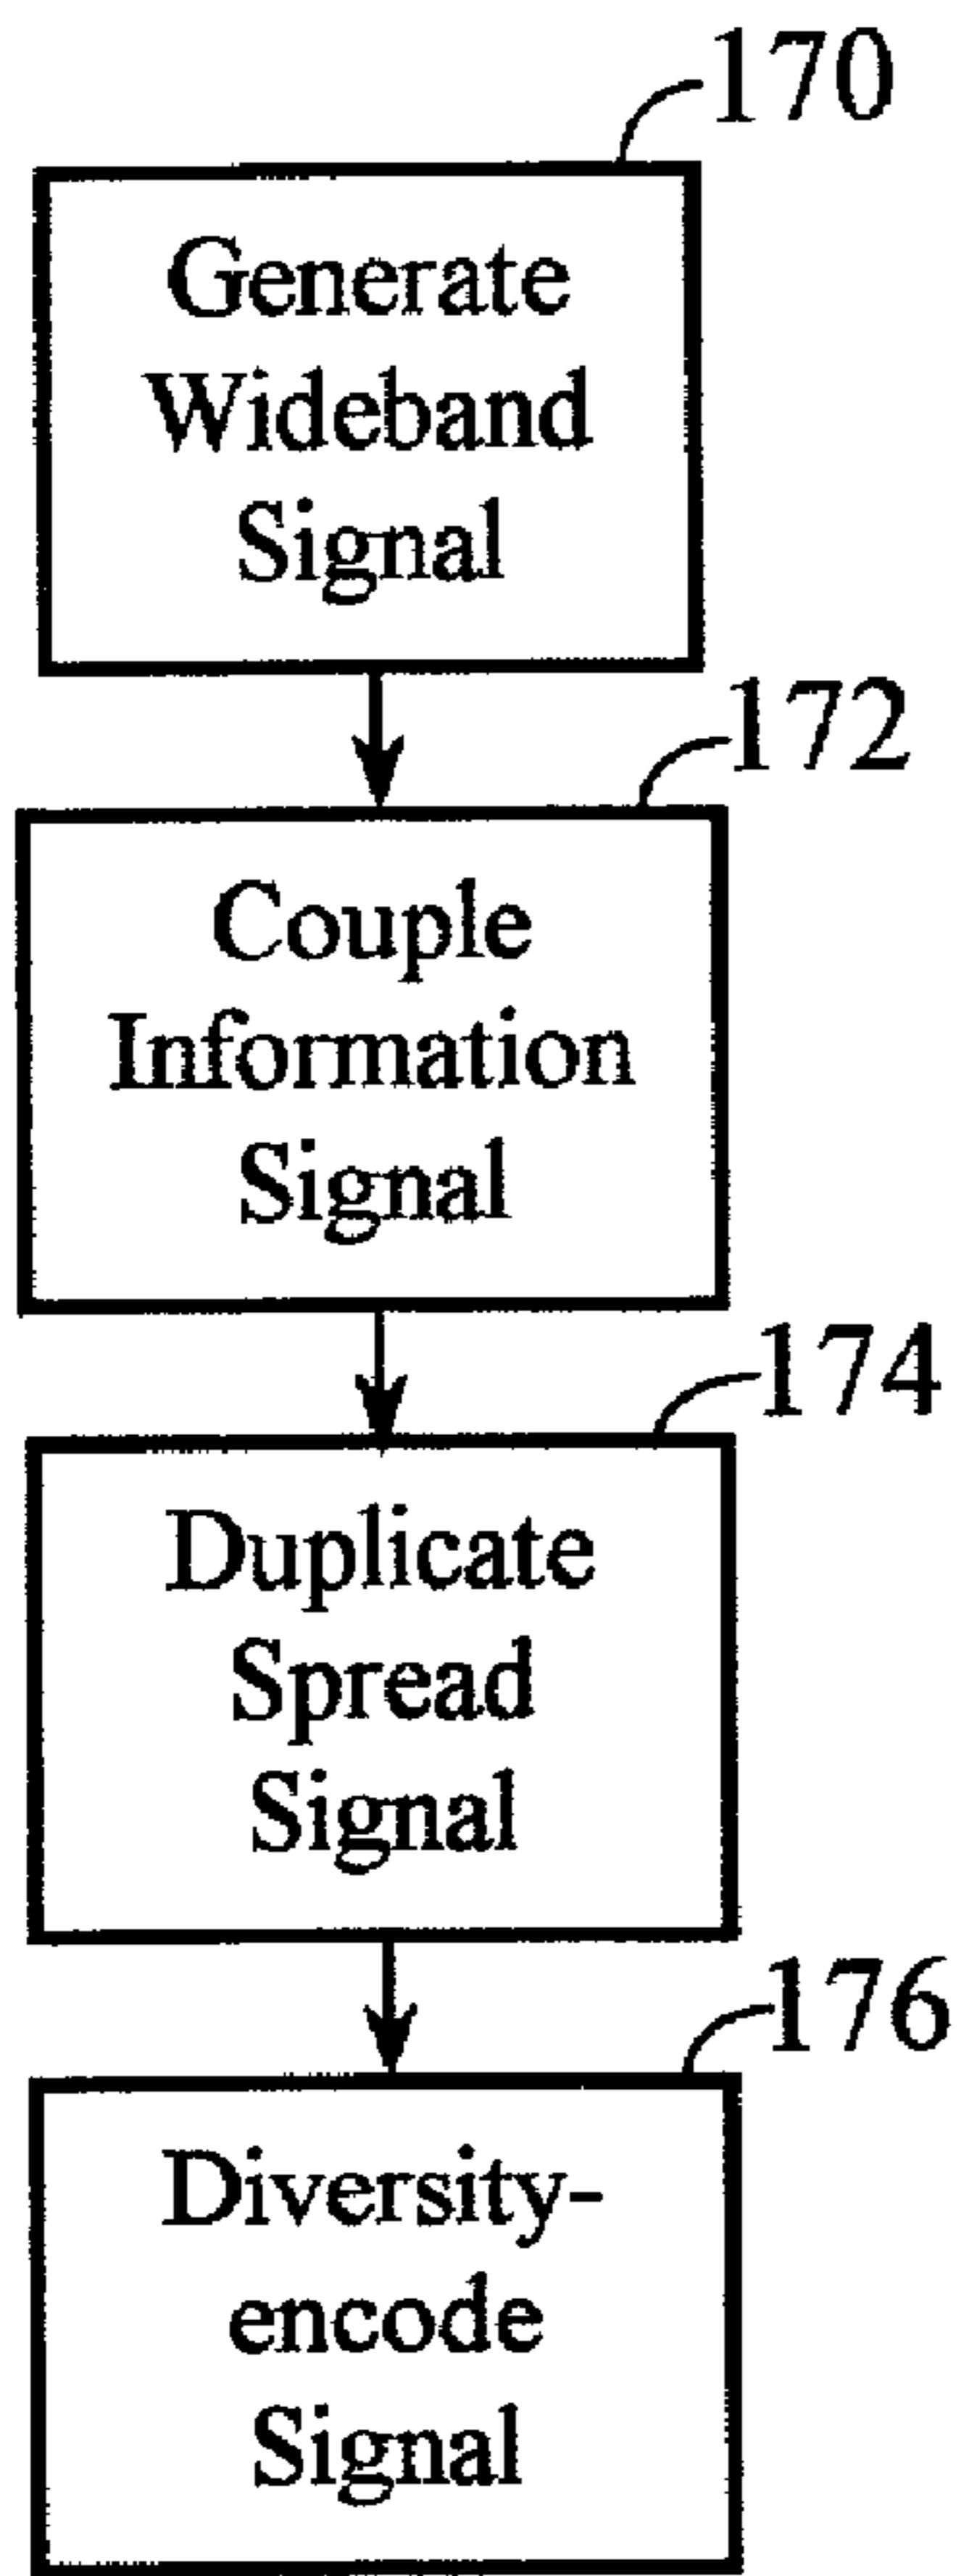 170
Generate
Wideband
Signal
172
Couple
Information
Signal
174
Duplicate
Spread
Signal
176
Diversity-
encode
Signal